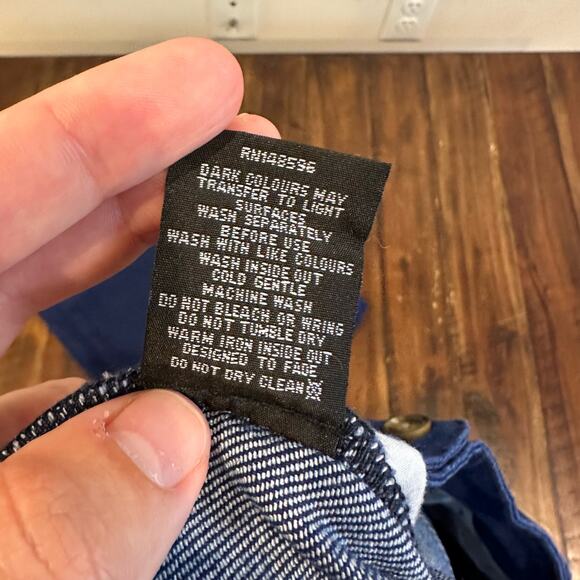 RN148596
DARK COLOURS MAY
TRANSFER TO LIGHT
SURFACES
WASH SEPARATELY
BEFORE USE
WASH WITH LIKE COLOURS
WASH INSIDE OUT
COLD GENTLE
MACHINE WASH
DO NOT BLEACH OR WRING
DO NOT TUMBLE DRY
WARM IRON INSIDE OUT
DESIGNED TO FADE
DO NOT DRY CLEAN